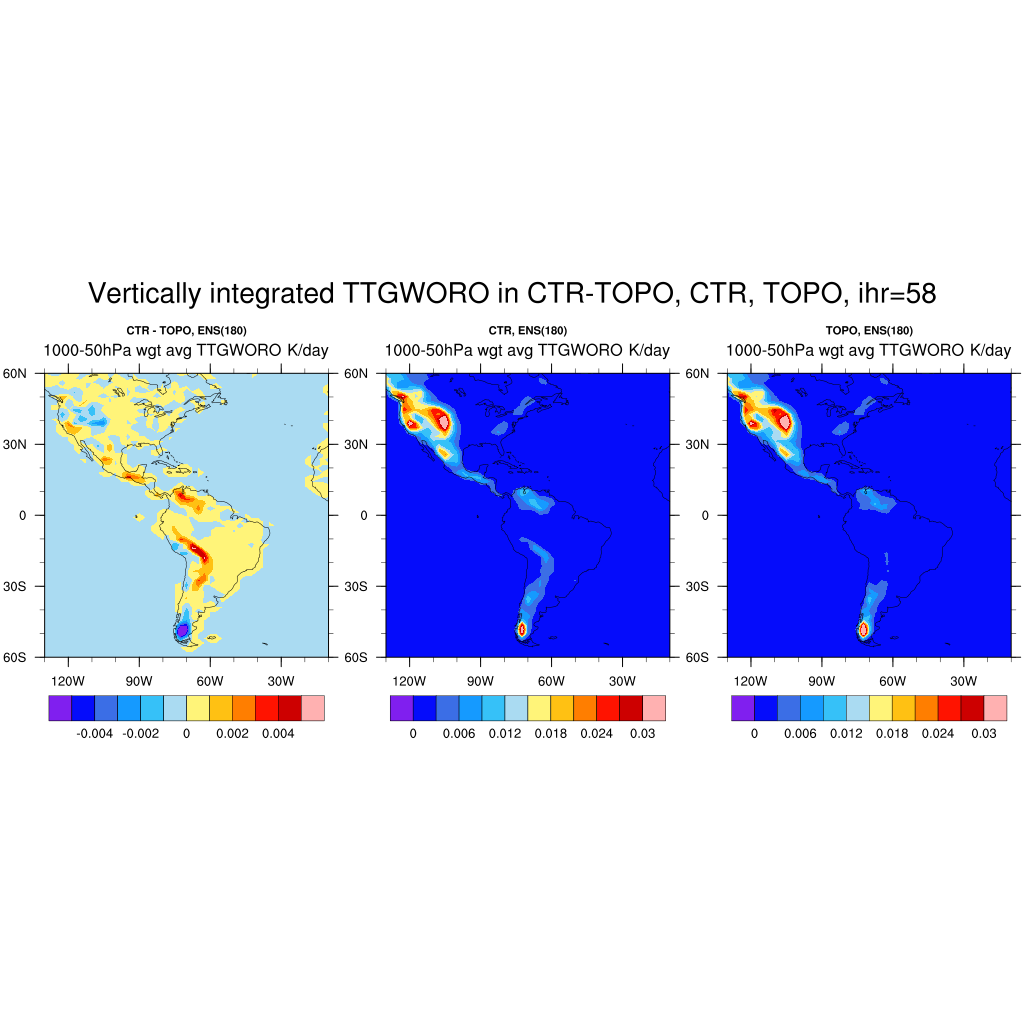 Vertically integrated TTGWORO in CTR-TOPO, CTR, TOPO, ihr=58
CTR - TOPO, ENS(180)
1000-50hPa wgt avg TTGWORO K/day
60N
30N
0
30S
60S
120W 90W 60W 30W
-0.004 -0.002 0 0.002 0.004
CTR, ENS(180)
1000-50hPa wgt avg TTGWORO K/day
60N
30N
0
30S
60S
120W 90W 60W 30W
0 0.006 0.012 0.018 0.024 0.03
TOPO, ENS(180)
1000-50hPa wgt avg TTGWORO K/day
60N
30N
0
30S
60S
120W 90W 60W 30W
0 0.006 0.012 0.018 0.024 0.03